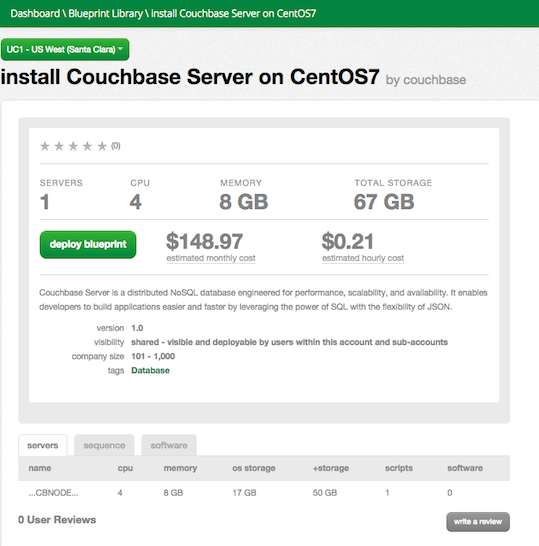 Dashboard \ Blueprint Library \ install Couchbase Server on CentOS7
UC1 - US West (Santa Clara)
install Couchbase Server on CentOS7 by couchbase
(0)
SERVERS CPU MEMORY TOTAL STORAGE
1 4 8 GB 67 GB
deploy blueprint $148.97 $0.21
estimated monthly cost estimated hourly cost
Couchbase Server is a distributed NoSQL database engineered for performance, scalability, and availability. It enables
developers to build applications easier and faster by leveraging the power of SQL with the flexibility of JSON.
version 1.0
visibility shared - visible and deployable by users within this account and sub-accounts
company size 101 - 1,000
tags Database
servers sequence software
name cpu memory os storage +storage scripts software
...CBNODE... 4 8 GB 17 GB 50 GB 1 0
0 User Reviews write a review